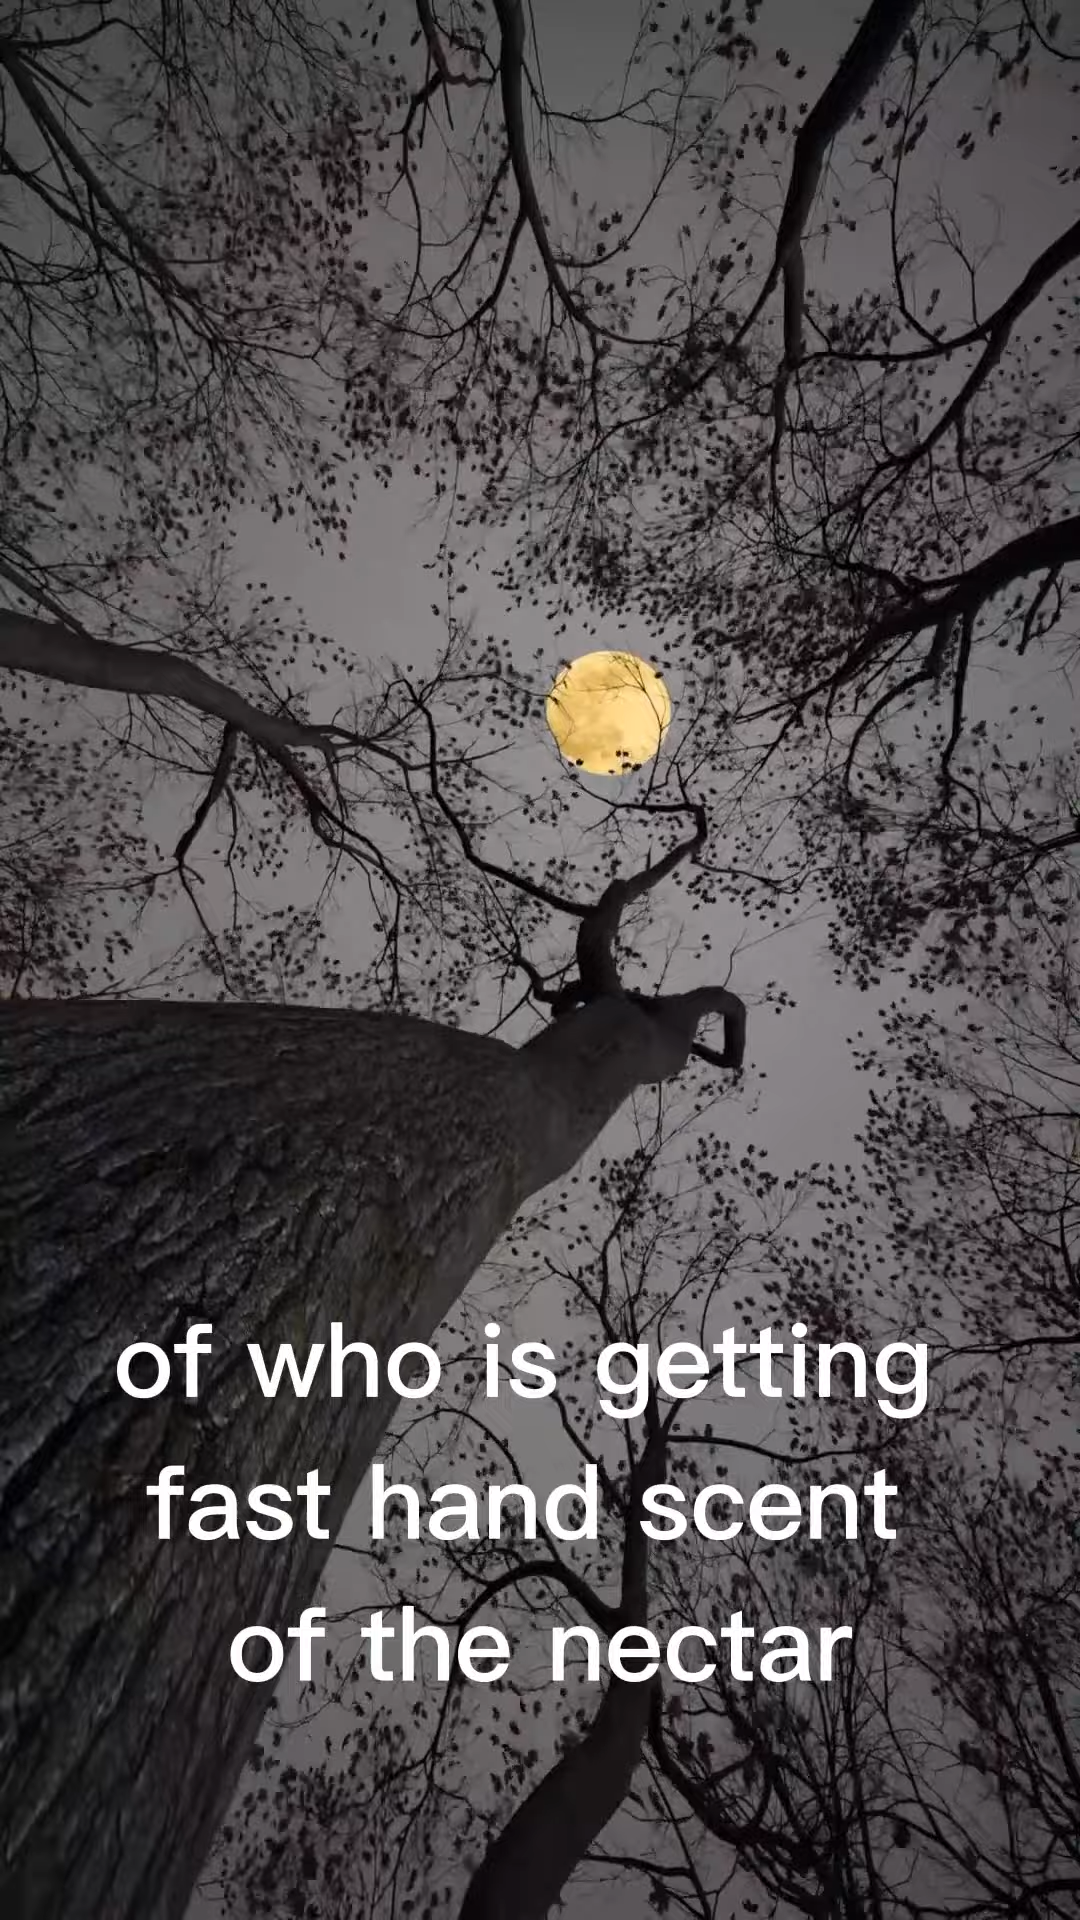 of who is getting
fast hand scent
of the nectar